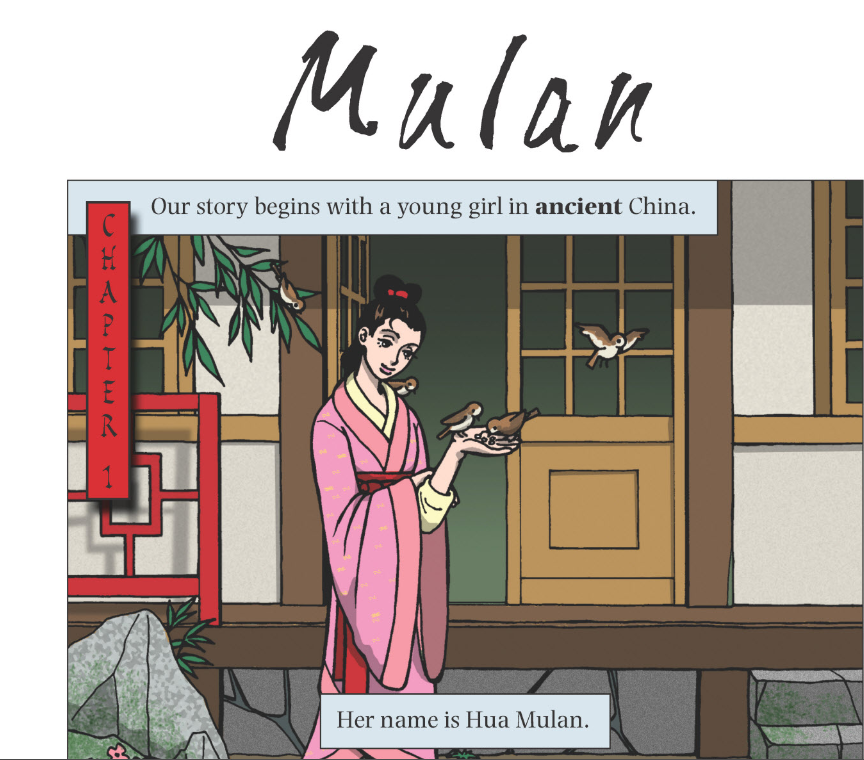 Mulan
CHAPTER 1
Our story begins with a young girl in ancient China.
Her name is Hua Mulan.